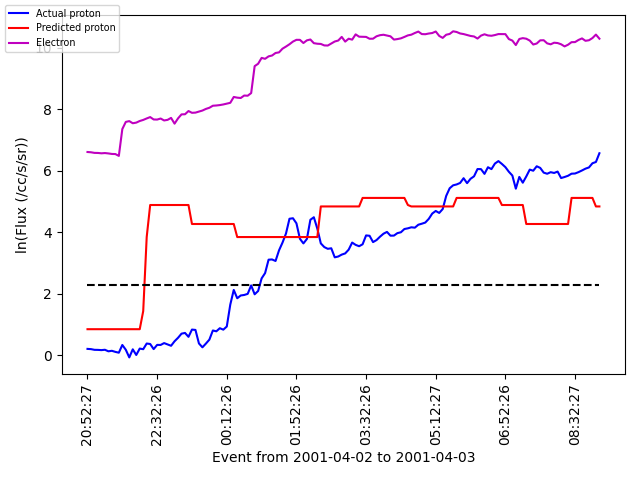 Actual proton
Predicted proton
Electron
10
8
6
4
2
0
ln(Flux (/cc/s/sr))
20:52:27
22:32:26
00:12:26
01:52:26
03:32:26
05:12:27
06:52:26
08:32:27
Event from 2001-04-02 to 2001-04-03